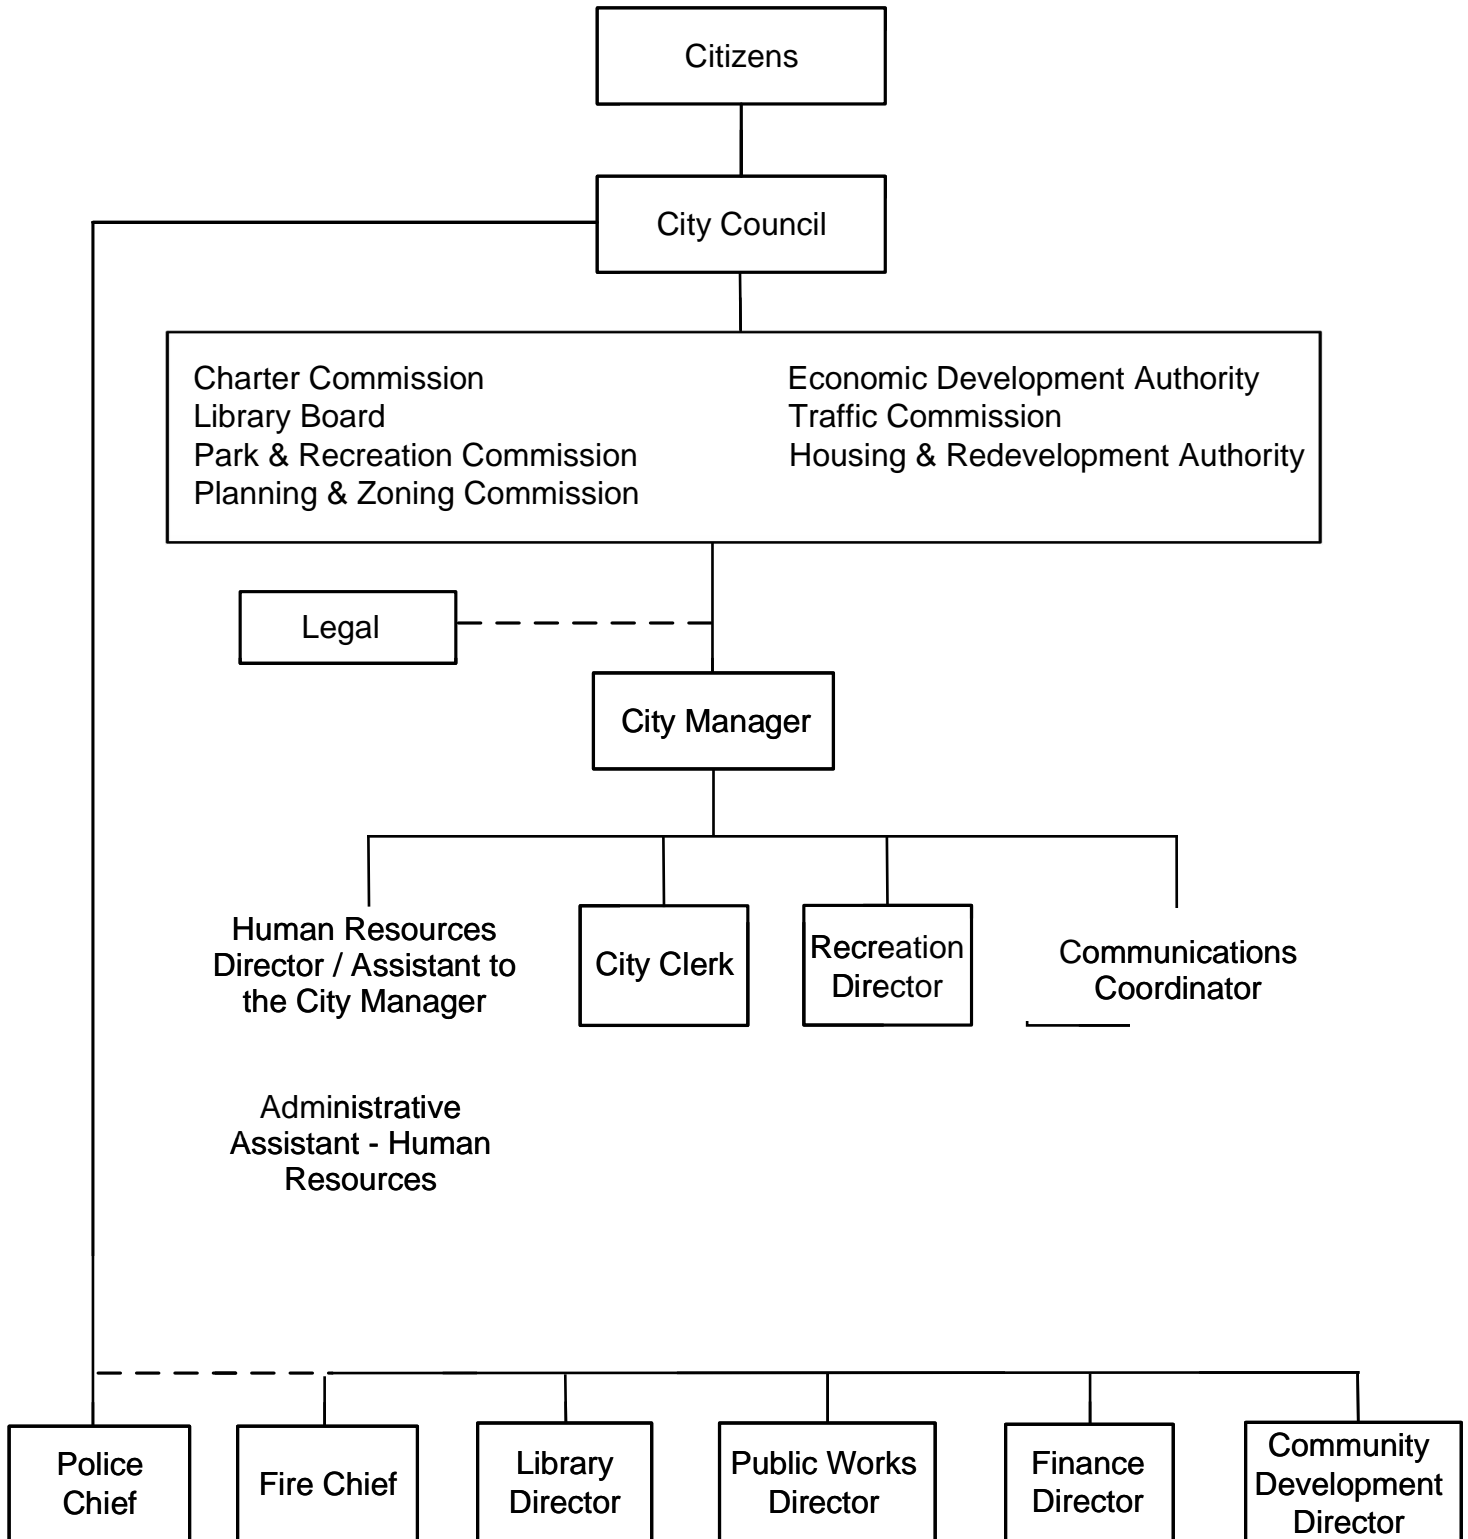 Citizens
City Council
Charter Commission
Library Board
Park & Recreation Commission
Planning & Zoning Commission
Economic Development Authority
Traffic Commission
Housing & Redevelopment Authority
Legal
City Manager
Human Resources
Director / Assistant to
the City Manager
City Clerk
Recreation
Director
Communications
Coordinator
Administrative
Assistant - Human
Resources
Police
Chief
Fire Chief
Library
Director
Public Works
Director
Finance
Director
Community
Development
Director